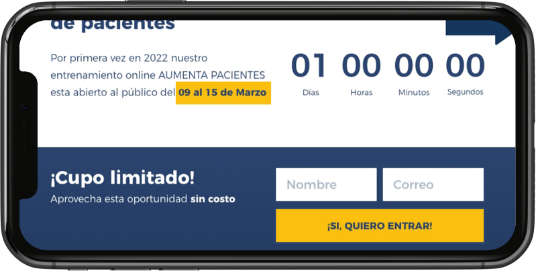 de pacientes
Por primera vez en 2022 nuestro
entrenamiento online AUMENTA PACIENTES
esta abierto al público del 09 al 15 de Marzo
01 00 00 00
Días Horas Minutos Segundos
¡Cupo limitado!
Aprovecha esta oportunidad sin costo
Nombre Correo
¡SI, QUIERO ENTRAR!